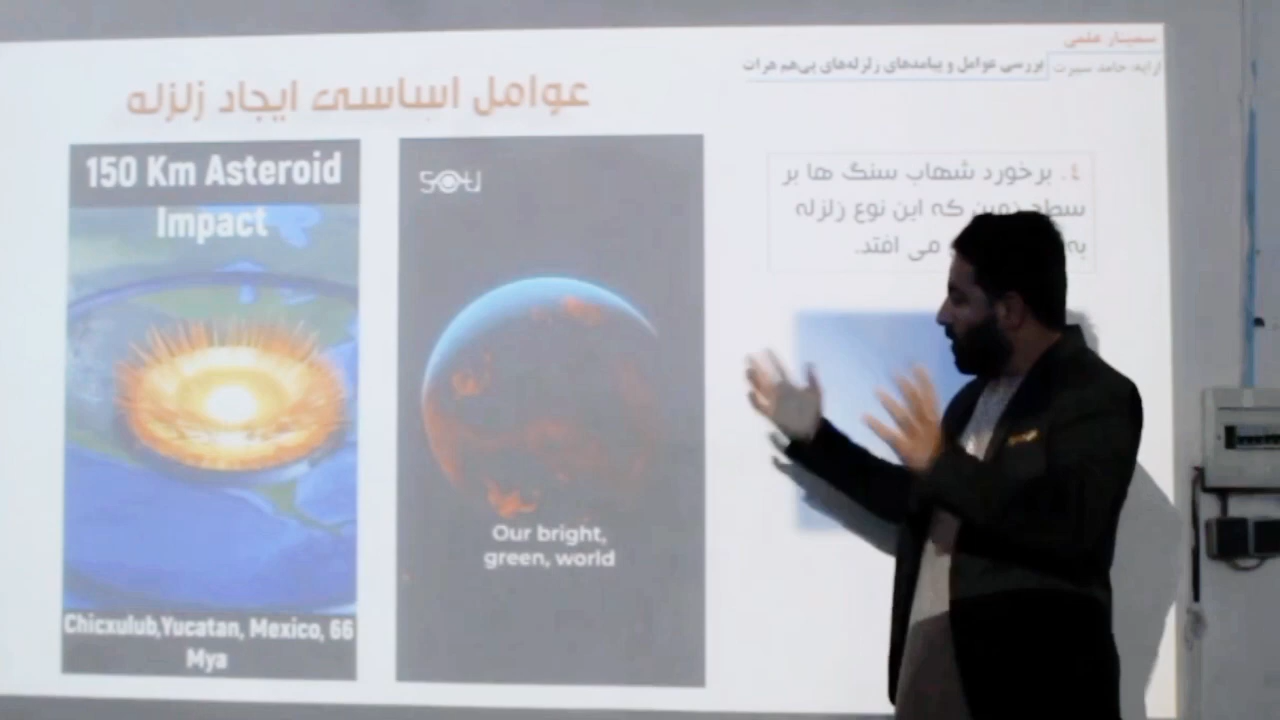 سمینار علمی
ارایه: حامد سیرت
بررسی عوامل و پیامدهای زلزله‌های پی‌هم هرات
عوامل اساسی ایجاد زلزله
٤. برخورد شهاب سنگ ها بر
سطح زمین که این نوع زلزله
به می افتد.
150 Km Asteroid
Impact
Chicxulub,Yucatan, Mexico, 66
Mya
Our bright,
green, world